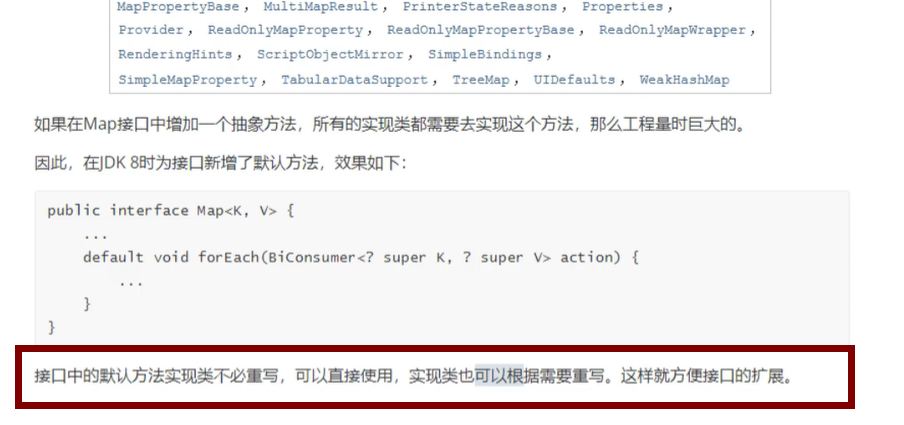 MapPropertyBase, MultiMapResult, PrinterStateReasons, Properties,
Provider, ReadOnlyMapProperty, ReadOnlyMapPropertyBase, ReadOnlyMapWrapper,
RenderingHints, ScriptObjectMirror, SimpleBindings,
SimpleMapProperty, TabularDataSupport, TreeMap, UIDefaults, WeakHashMap
如果在Map接口中增加一个抽象方法，所有的实现类都需要去实现这个方法，那么工程量时巨大的。
因此，在JDK 8时为接口新增了默认方法，效果如下：
public interface Map<K, V> {
...
default void forEach(BiConsumer<? super K, ? super V> action) {
...
}
}
接口中的默认方法实现类不必重写，可以直接使用，实现类也可以根据需要重写。这样就方便接口的扩展。